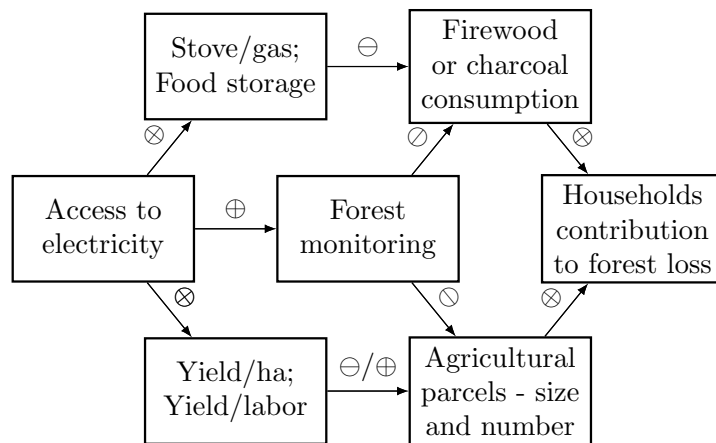 Stove/gas;
Food storage
⊖
Firewood
or charcoal
consumption
⊗
⊘
⊗
Access to
electricity
⊕
Forest
monitoring
Households
contribution
to forest loss
⊗
⦸
⊗
Yield/ha;
Yield/labor
⊖/⊕
Agricultural
parcels - size
and number